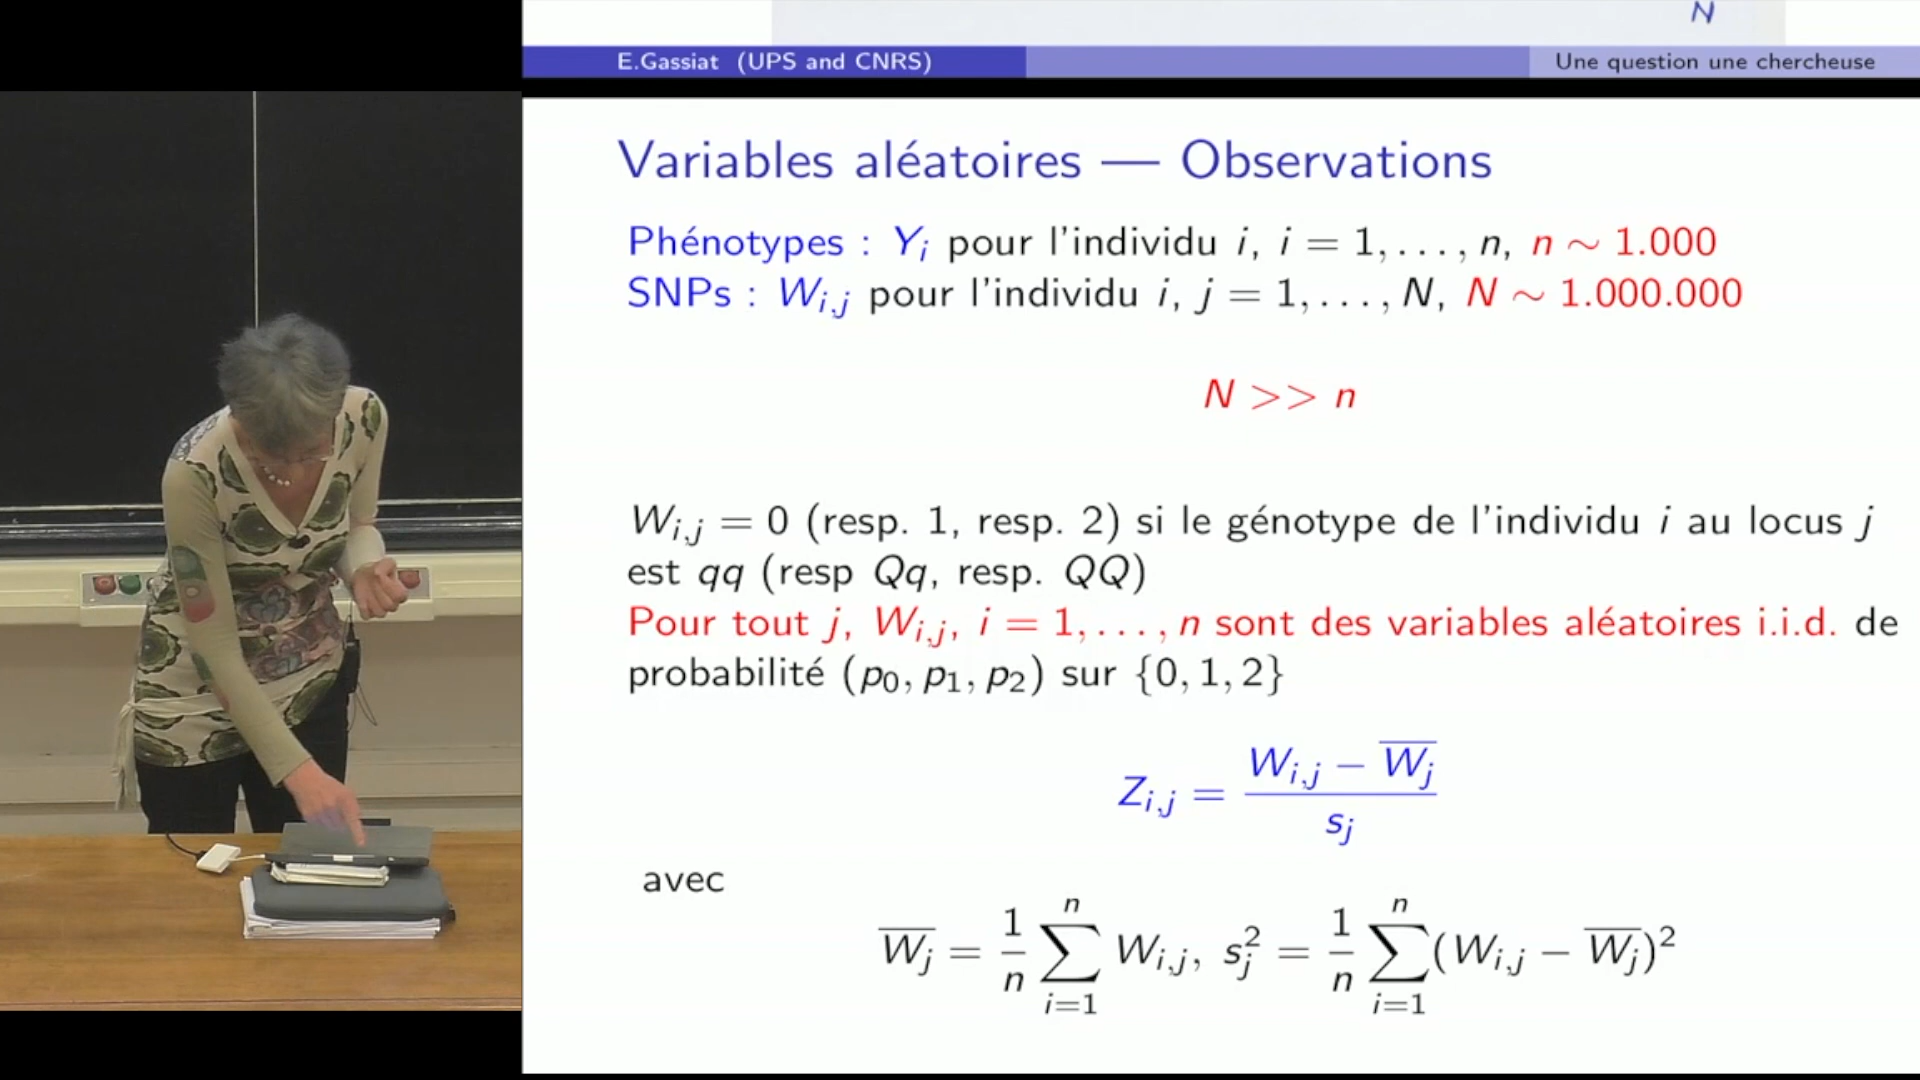 N
E.Gassiat (UPS and CNRS)
Une question une chercheuse
Variables aléatoires — Observations
Phénotypes : Y_i pour l'individu i, i = 1, . . . , n, n ∼ 1.000
SNPs : W_{i,j} pour l'individu i, j = 1, . . . , N, N ∼ 1.000.000
N >> n
W_{i,j} = 0 (resp. 1, resp. 2) si le génotype de l'individu i au locus j
est qq (resp Qq, resp. QQ)
Pour tout j, W_{i,j}, i = 1, . . . , n sont des variables aléatoires i.i.d. de
probabilité (p_0, p_1, p_2) sur {0, 1, 2}
Z_{i,j} = \frac{W_{i,j} − \overline{W_j}}{s_j}
avec
\overline{W_j} = \frac{1}{n} \sum_{i=1}^{n} W_{i,j}, s_j^2 = \frac{1}{n} \sum_{i=1}^{n} (W_{i,j} − \overline{W_j})^2